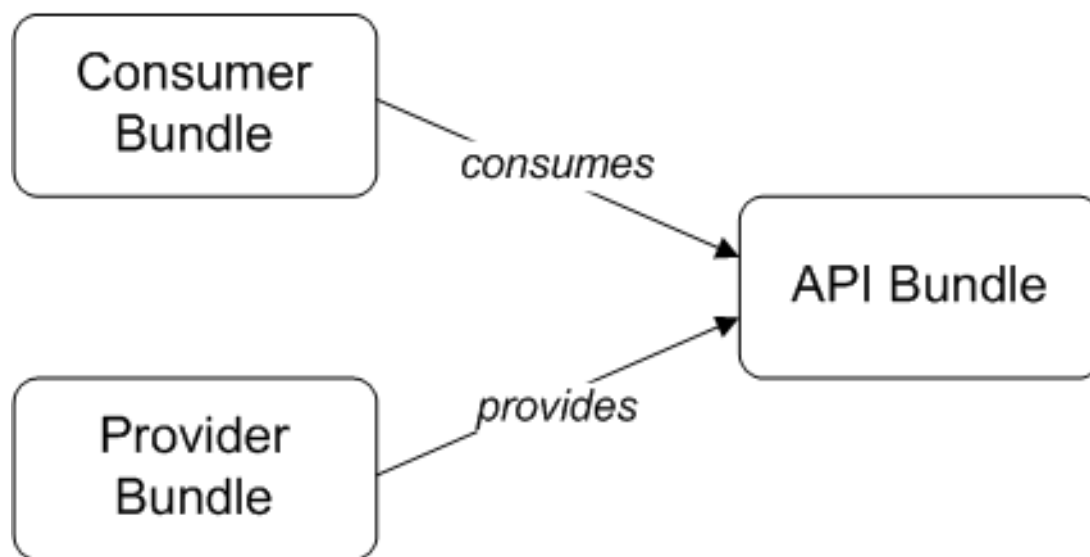 Consumer
Bundle
consumes
API Bundle
provides
Provider
Bundle